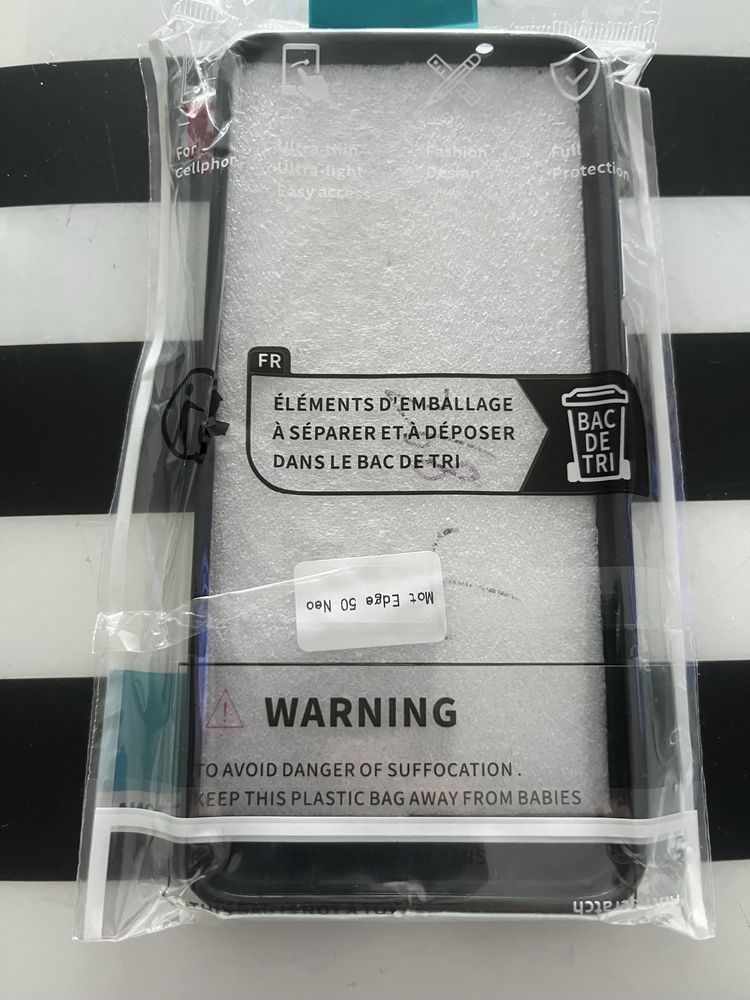 For
Cellphon
Ultra-thin
Ultra-light
Easy access
Fashion
Design
Full
Protection
FR
ÉLÉMENTS D'EMBALLAGE
À SÉPARER ET À DÉPOSER
DANS LE BAC DE TRI
BAC
DE
TRI
Mot Edge 50 Neo
WARNING
TO AVOID DANGER OF SUFFOCATION .
KEEP THIS PLASTIC BAG AWAY FROM BABIES